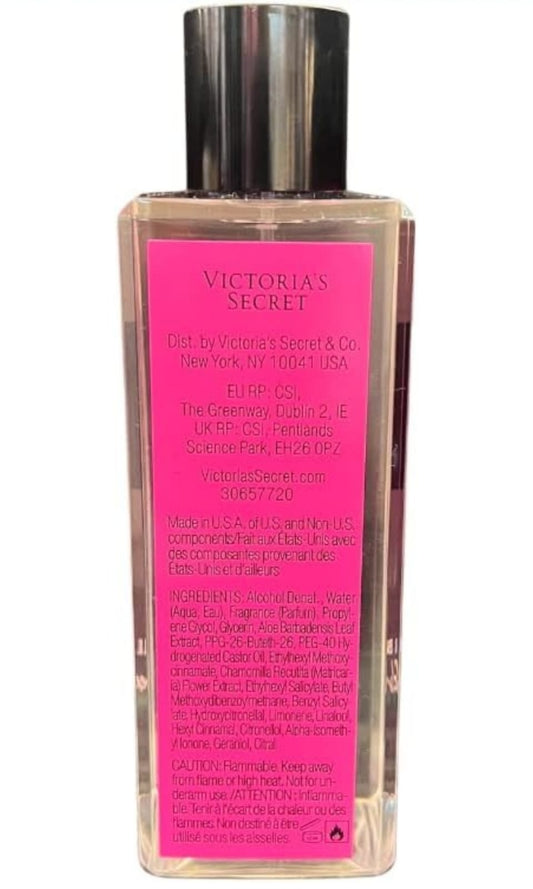 VICTORIA'S
SECRET
Dist. by Victoria's Secret & Co.
New York, NY 10041 USA
EU RP: CSI,
The Greenway, Dublin 2, IE
UK RP: CSI, Pentlands
Science Park, EH26 0PZ
VictoriasSecret.com
30657720
Made in U.S.A. of U.S. and Non-U.S.
components/Fait aux États-Unis avec
des composantes provenant des
États-Unis et d'ailleurs
INGREDIENTS: Alcohol Denat., Water
(Aqua, Eau), Fragrance (Parfum), Propyl-
ene Glycol, Glycerin, Aloe Barbadensis Leaf
Extract, PPG-26-Buteth-26, PEG-40 Hy-
drogenated Castor Oil, Ethylhexyl Methoxy-
cinnamate, Chamomilla Recutita (Matricar-
ia) Flower Extract, Ethylhexyl Salicylate, Butyl
Methoxydibenzoylmethane, Benzyl Salicy-
late, Hydroxycitronellal, Limonene, Linalool,
Hexyl Cinnamal, Citronellol, Alpha-Isometh-
yl Ionone, Geraniol, Citral
CAUTION: Flammable. Keep away
from flame or high heat. Not for un-
derarm use./ATTENTION : Inflamma-
ble. Tenir à l'écart de la chaleur ou des
flammes. Non destiné à être
utilisé sous les aisselles.